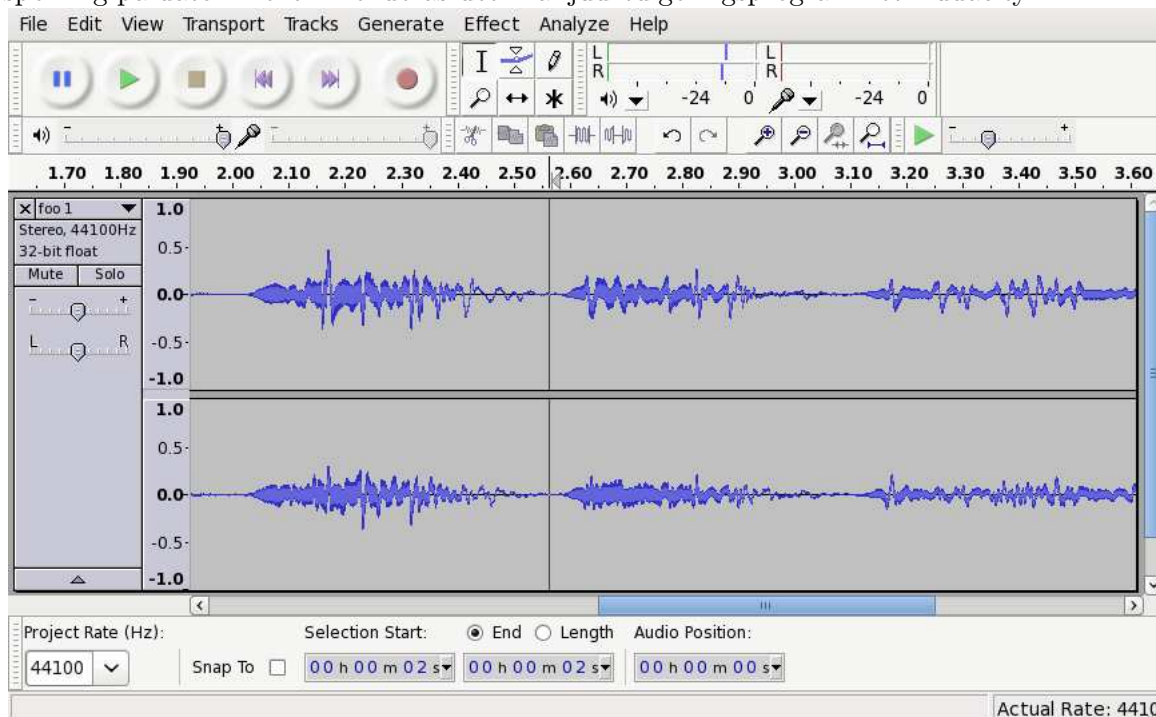 File Edit View Transport Tracks Generate Effect Analyze Help
L
R
L
R
-24 0
-24 0
1.70 1.80 1.90 2.00 2.10 2.20 2.30 2.40 2.50 2.60 2.70 2.80 2.90 3.00 3.10 3.20 3.30 3.40 3.50 3.60
foo 1
Stereo, 44100Hz
32-bit float
Mute Solo
- +
L R
1.0
0.5
0.0
-0.5
-1.0
1.0
0.5
0.0
-0.5
-1.0
Project Rate (Hz): Selection Start: End Length Audio Position:
44100 Snap To 00 h 00 m 02 s 00 h 00 m 02 s 00 h 00 m 00 s
Actual Rate: 4410